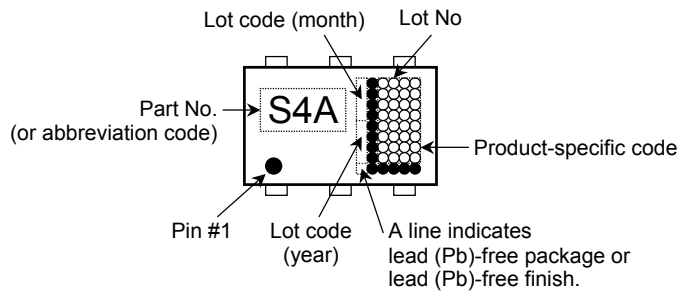 Lot code (month)
Lot No
Part No.
(or abbreviation code)
S4A
Product-specific code
Pin #1
Lot code
(year)
A line indicates
lead (Pb)-free package or
lead (Pb)-free finish.